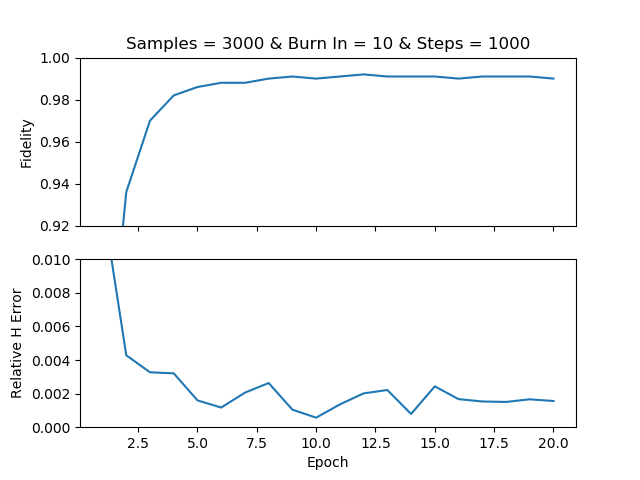 Samples = 3000 & Burn In = 10 & Steps = 1000
1.00
0.98
0.96
0.94
0.92
Fidelity
0.010
0.008
0.006
0.004
0.002
0.000
Relative H Error
2.5 5.0 7.5 10.0 12.5 15.0 17.5 20.0
Epoch